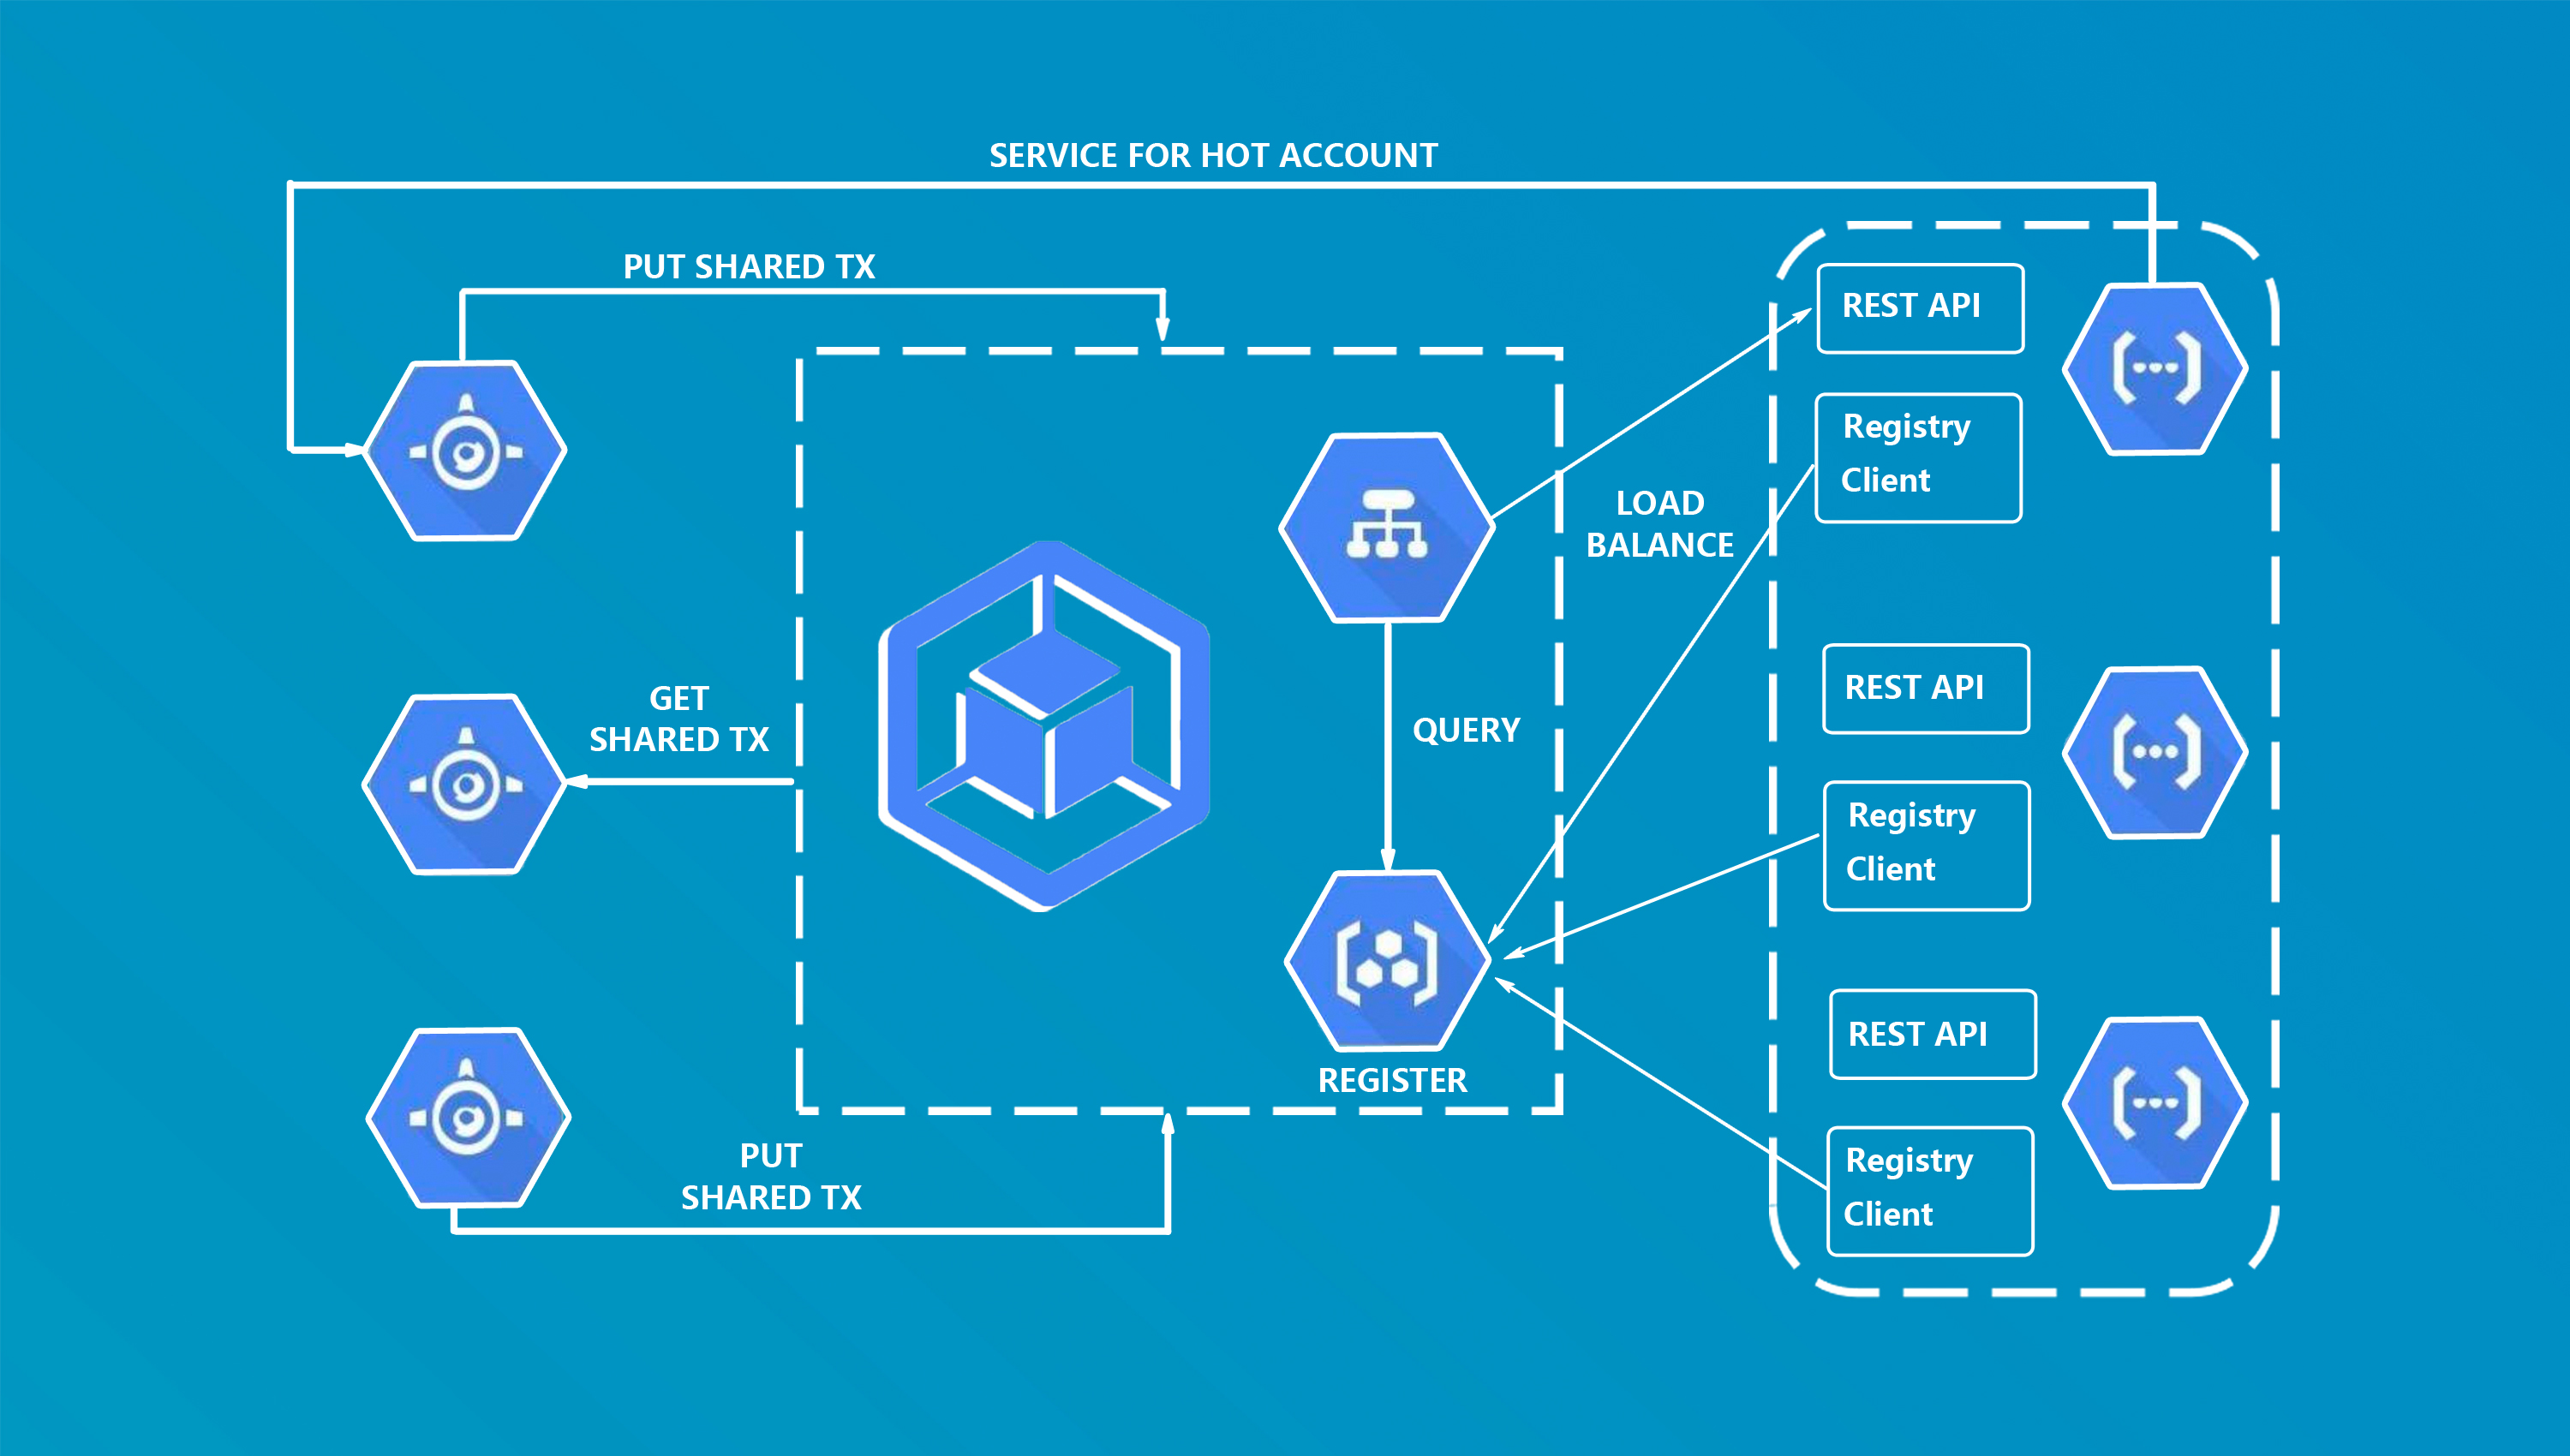 SERVICE FOR HOT ACCOUNT
PUT SHARED TX
REST API
Registry
Client
LOAD
BALANCE
GET
SHARED TX
QUERY
REST API
Registry
Client
REGISTER
REST API
PUT
SHARED TX
Registry
Client